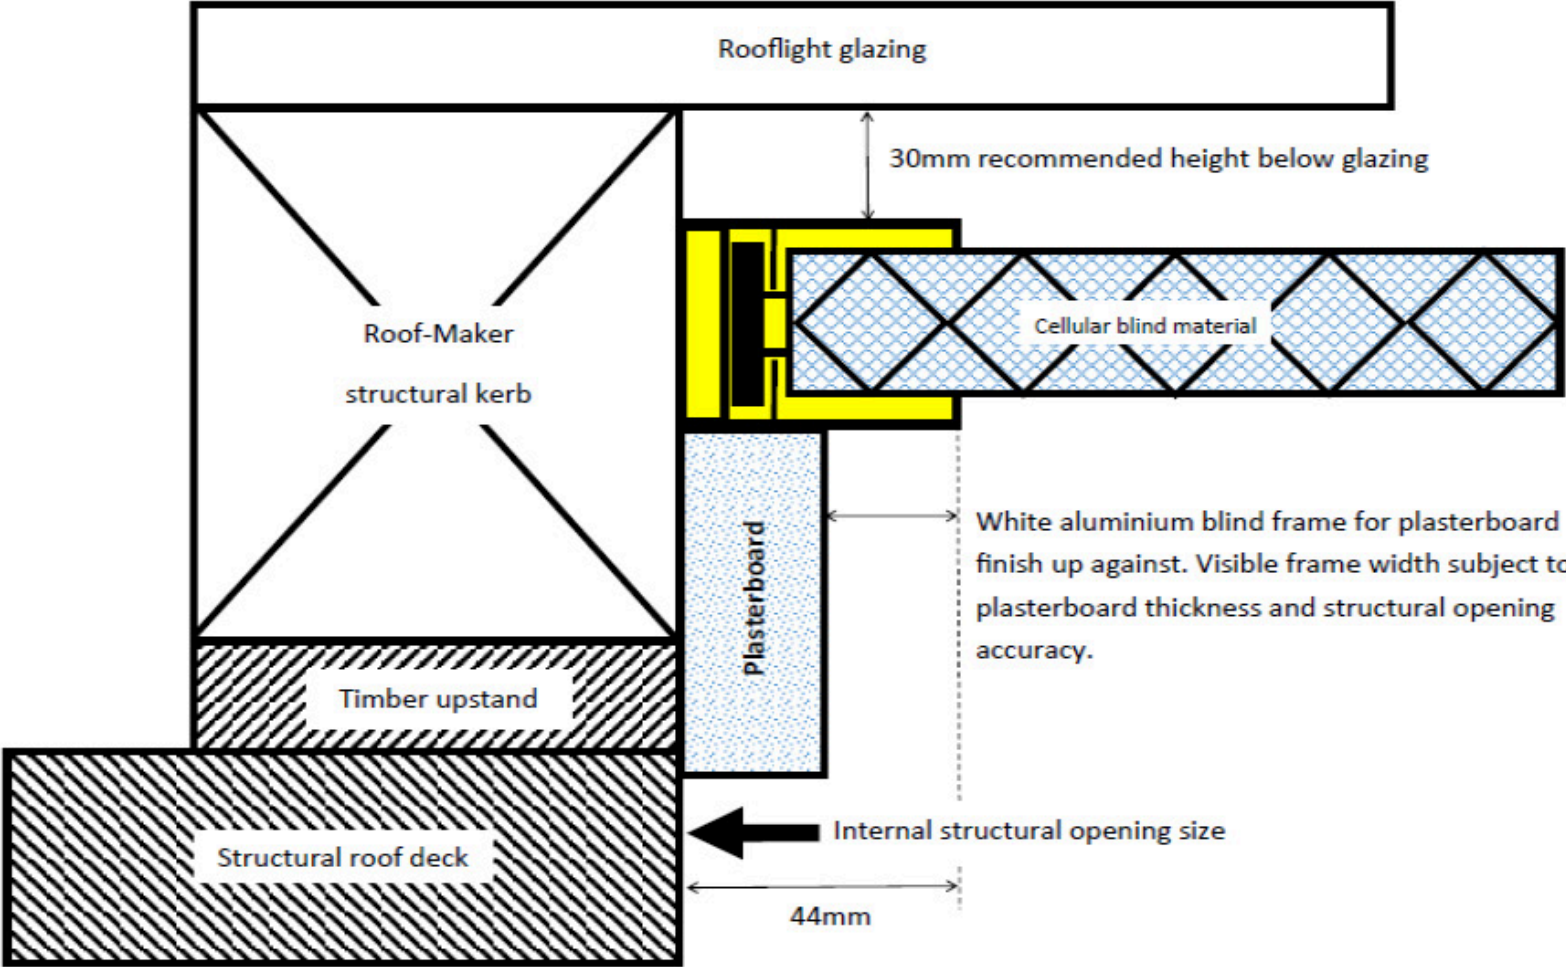 Rooflight glazing
30mm recommended height below glazing
Roof-Maker
structural kerb
Cellular blind material
Plasterboard
White aluminium blind frame for plasterboard
finish up against. Visible frame width subject to
plasterboard thickness and structural opening
accuracy.
Timber upstand
Internal structural opening size
Structural roof deck
44mm